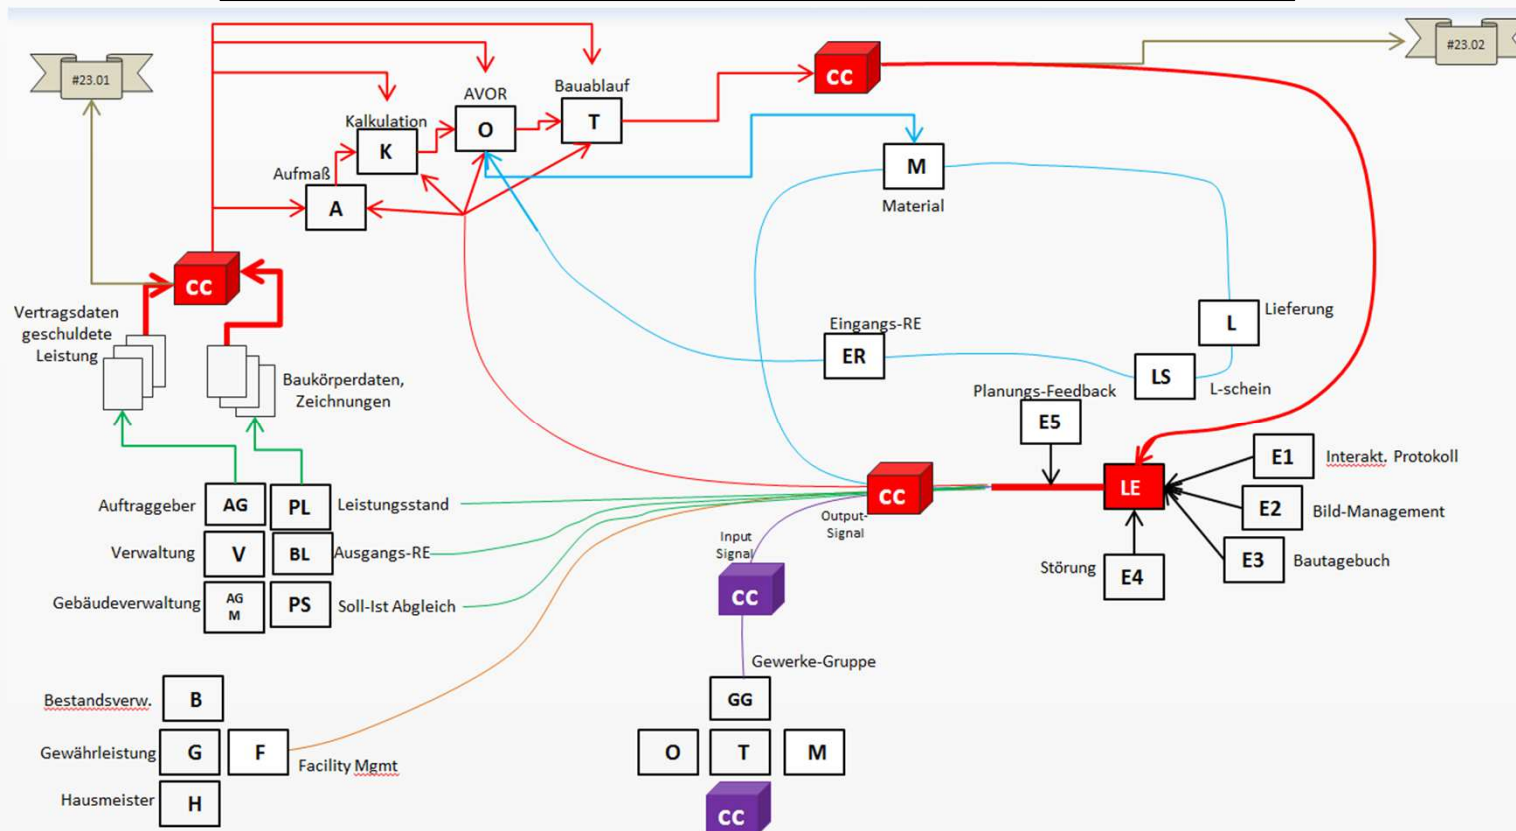 #23.01
#23.02
CC
Bauablauf
T
AVOR
O
Kalkulation
K
Aufmaß
A
M
Material
CC
Vertragsdaten
geschuldete
Leistung
Baukörperdaten,
Zeichnungen
Eingangs-RE
ER
L
Lieferung
LS
L-schein
Planungs-Feedback
E5
E1
Interakt. Protokoll
LE
E2
Bild-Management
E3
Bautagebuch
E4
Störung
CC
Output-
Signal
Input
Signal
CC
Auftraggeber
AG
PL
Leistungsstand
Verwaltung
V
BL
Ausgangs-RE
Gebäudeverwaltung
AG
M
PS
Soll-Ist Abgleich
Gewerke-Gruppe
GG
O
T
M
CC
Bestandsverw.
B
Gewährleistung
G
F
Facility Mgmt
Hausmeister
H